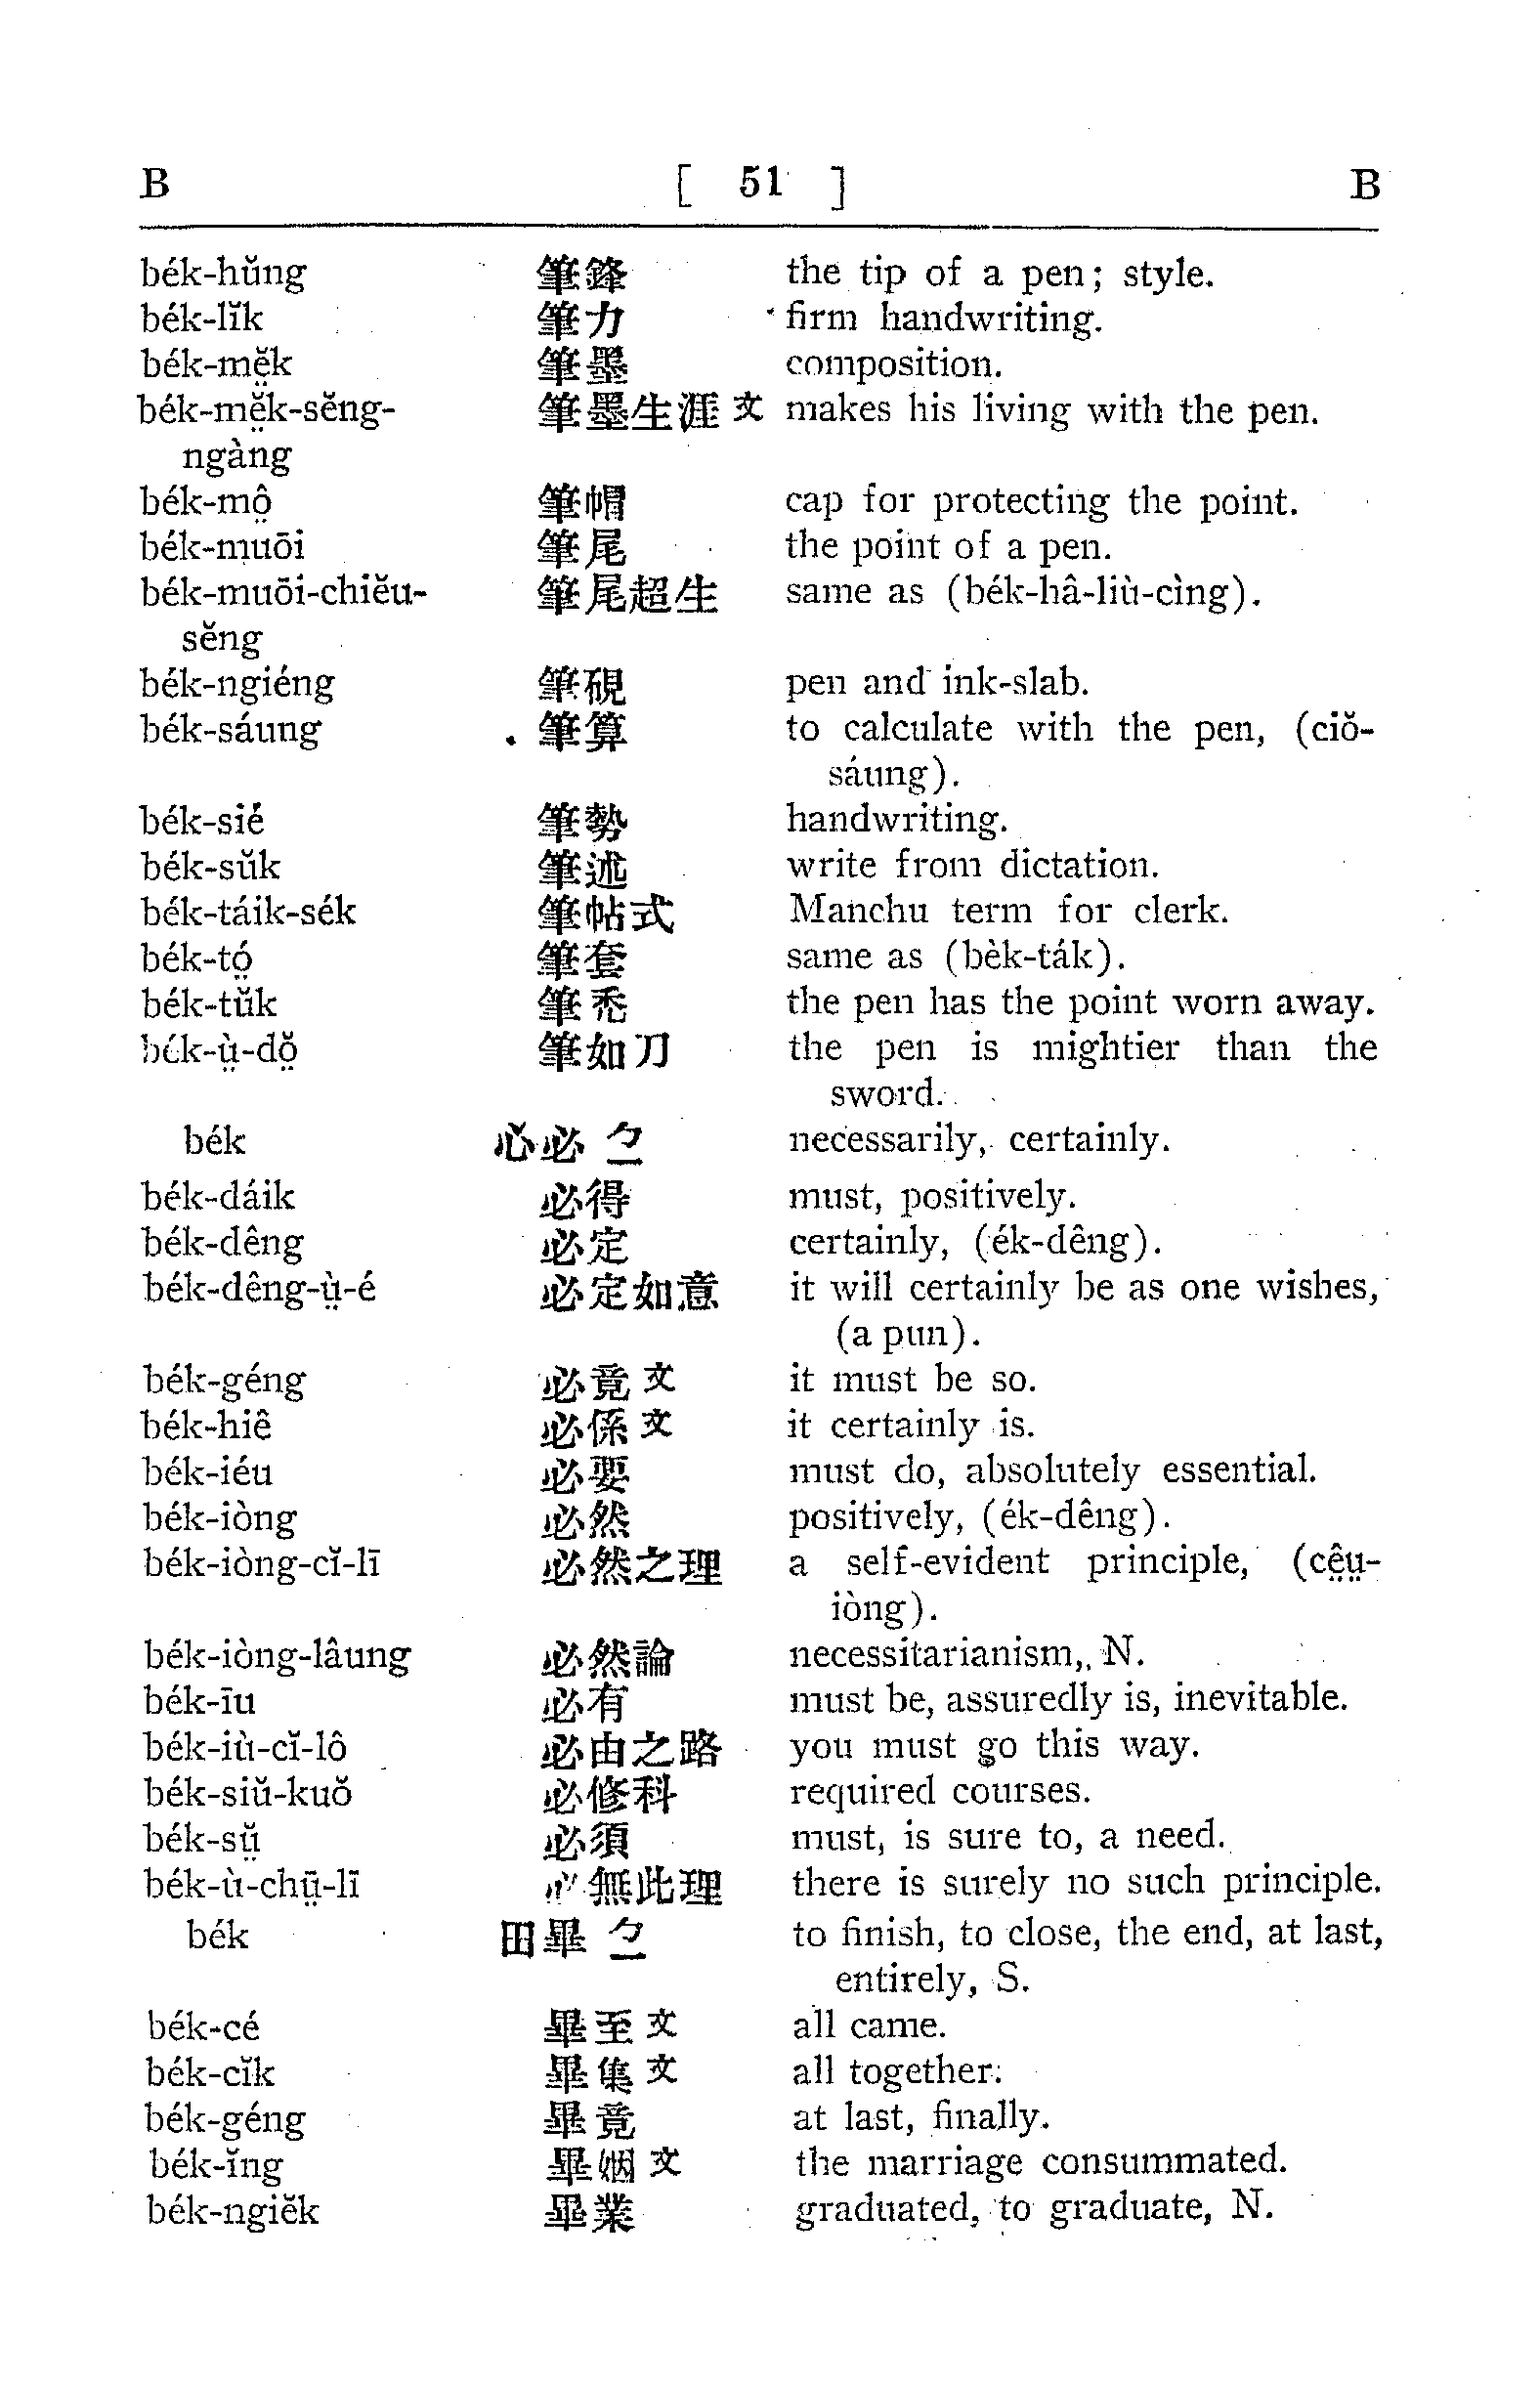 B [ 51 ] B
bék-hŭng 筆鋒 the tip of a pen; style.
bék-lĭk 筆力 firm handwriting.
bék-mĕ̤k 筆墨 composition.
bék-mĕ̤k-sĕng- 筆墨生涯 文 makes his living with the pen.
ngàng
bék-mô̤ 筆帽 cap for protecting the point.
bék-muōi 筆尾 the point of a pen.
bék-muōi-chiĕu- 筆尾超生 same as (bék-hâ-liù-cìng).
sĕng
bék-ngiéng 筆硯 pen and ink-slab.
bék-sáung 筆算 to calculate with the pen, (ciŏ-
sáung).
bék-sié 筆勢 handwriting.
bék-sŭk 筆述 write from dictation.
bék-táik-sék 筆帖式 Manchu term for clerk.
bék-tó̤ 筆套 same as (bèk-ták).
bék-tŭk 筆禿 the pen has the point worn away.
bék-ṳ̀-dŏ̤ 筆如刀 the pen is mightier than the
sword.
bék 心必 ㄅ necessarily, certainly.
bék-dáik 必得 must, positively.
bék-dêng 必定 certainly, (ék-dêng).
bék-dêng-ṳ̀-é 必定如意 it will certainly be as one wishes,
(a pun).
bék-géng 必竟 文 it must be so.
bék-hiê 必係 文 it certainly is.
bék-iéu 必要 must do, absolutely essential.
bék-iòng 必然 positively, (ék-dêng).
bék-iòng-cĭ-lī 必然之理 a self-evident principle, (cê̤ṳ-
iòng).
bék-iòng-lâung 必然論 necessitarianism, N.
bék-īu 必有 must be, assuredly is, inevitable.
bék-iù-cĭ-lô 必由之路 you must go this way.
bék-siŭ-kuŏ 必修科 required courses.
bék-sṳ̆ 必須 must, is sure to, a need.
bék-ù-chṳ̄-lī 必無此理 there is surely no such principle.
bék 田畢 ㄅ to finish, to close, the end, at last,
entirely, S.
bék-cé 畢至 文 all came.
bék-cĭk 畢集 文 all together.
bék-géng 畢竟 at last, finally.
bék-ĭng 畢姻 文 the marriage consummated.
bék-ngiĕk 畢業 graduated, to graduate, N.